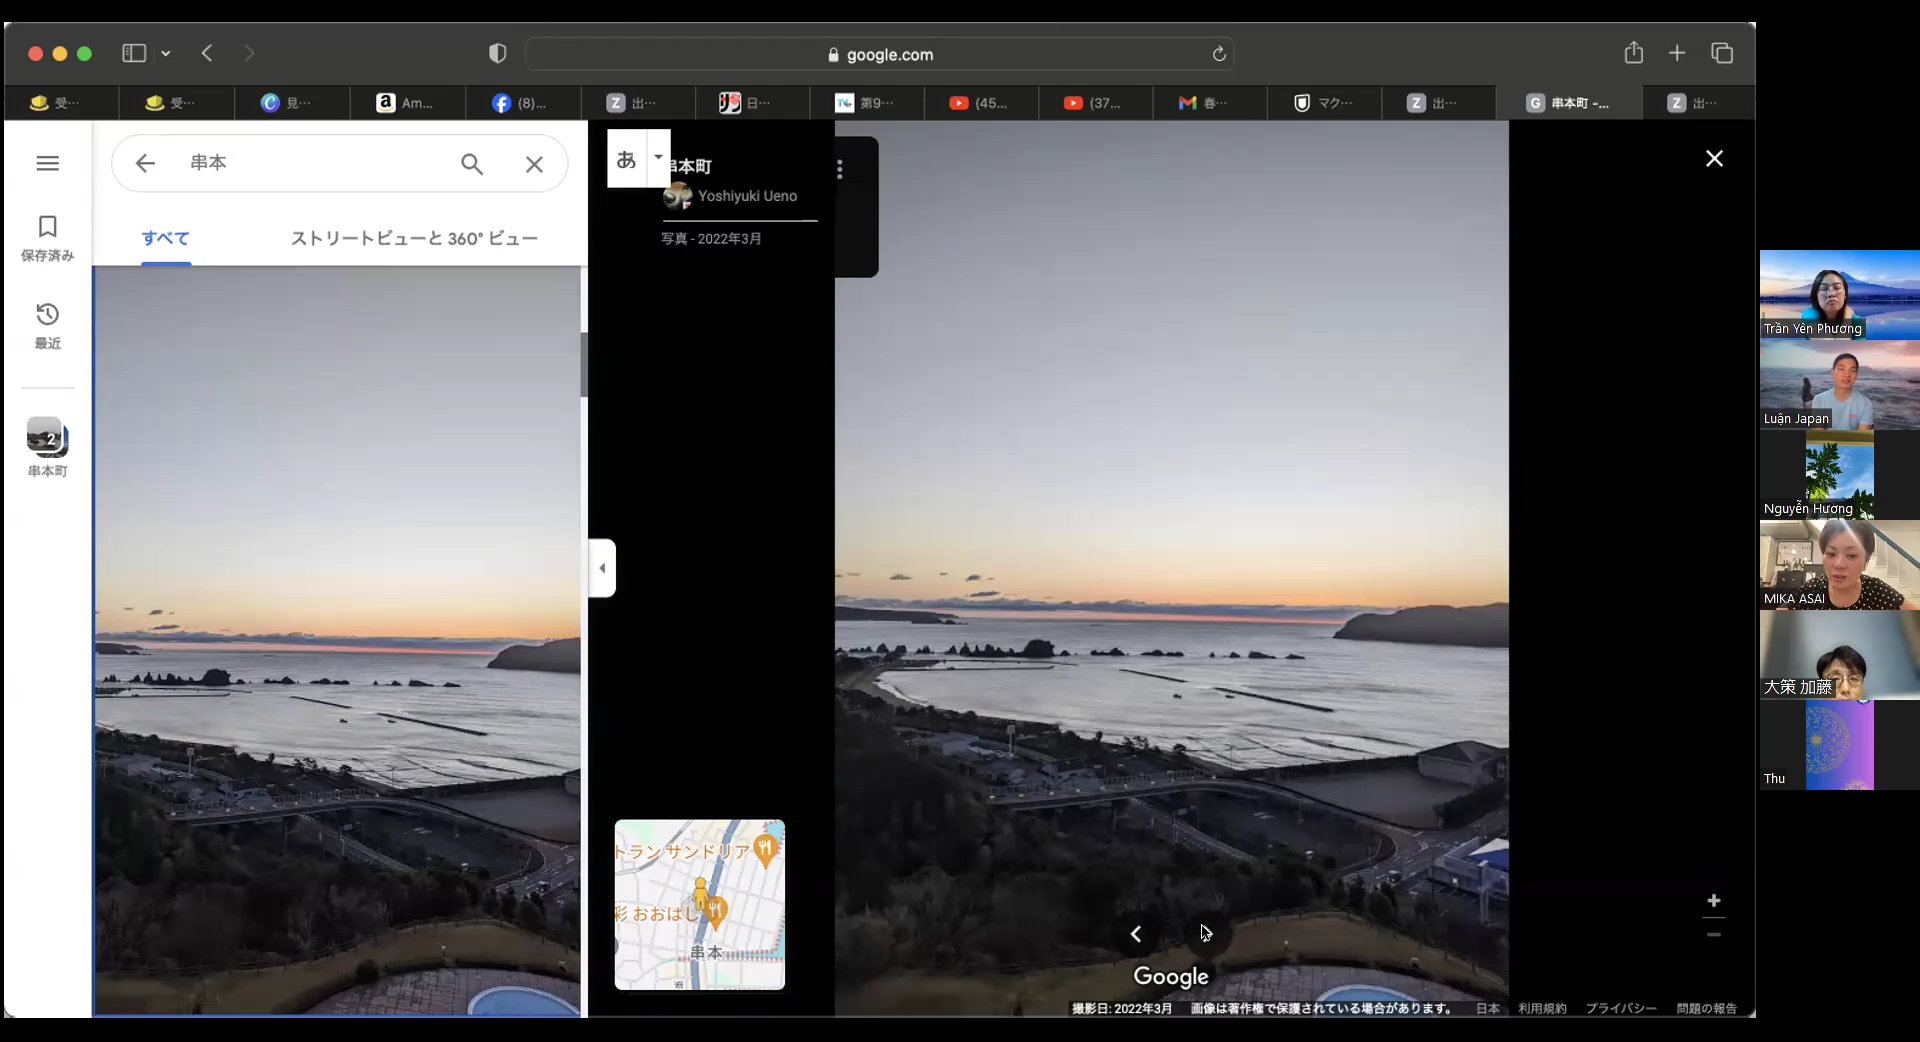 google.com
受…
受…
見…
Am...
(8)...
出…
日…
第9…
(45...
(37...
春…
マク…
出…
串本町 -...
出…
串本
すべて
ストリートビューと 360° ビュー
保存済み
最近
2
串本町
あ
串本町
Yoshiyuki Ueno
写真 - 2022年3月
トラン サンドリア
彩 おおはし
串本
Google
撮影日: 2022年3月 画像は著作権で保護されている場合があります。 日本 利用規約 プライバシー 問題の報告
Trần Yên Phương
Luận Japan
Nguyễn Hương
MIKA ASAI
大策 加藤
Thu